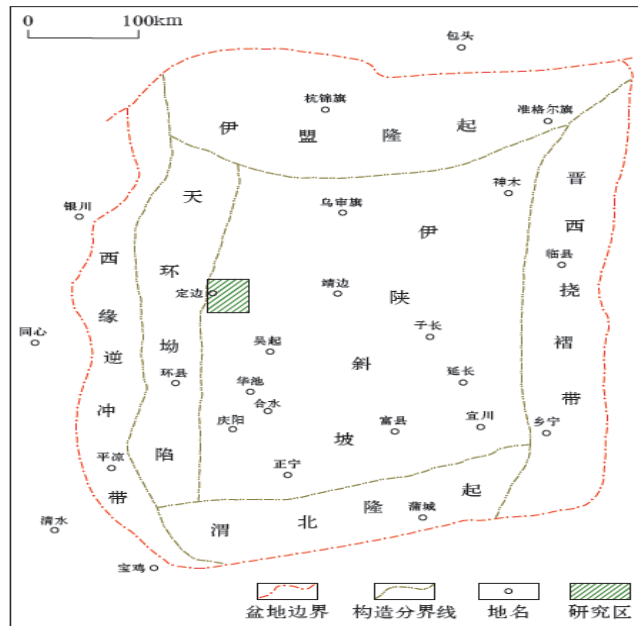 0 100km
包头
杭锦旗
准格尔旗
伊盟隆起
神木
银川
乌审旗
天环坳陷
伊陕斜坡
晋西挠褶带
西缘逆冲带
临县
定边
靖边
同心
子长
吴起
环县
华池
延长
合水
庆阳
富县
宜川
乡宁
平凉
正宁
清水
渭北隆起
蒲城
宝鸡
盆地边界 构造分界线 地名 研究区